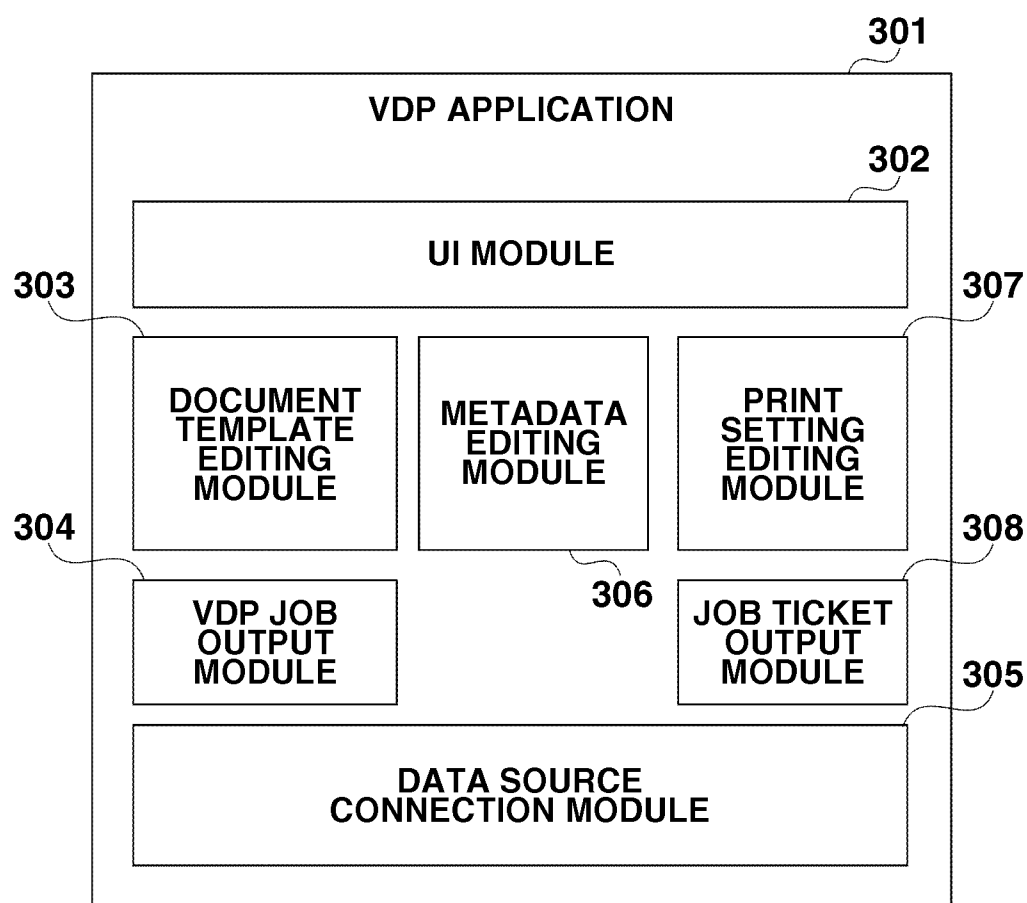 301
VDP APPLICATION
302
UI MODULE
303
307
DOCUMENT
TEMPLATE
EDITING
MODULE
METADATA
EDITING
MODULE
PRINT
SETTING
EDITING
MODULE
304
308
306
VDP JOB
OUTPUT
MODULE
JOB TICKET
OUTPUT
MODULE
305
DATA SOURCE
CONNECTION MODULE